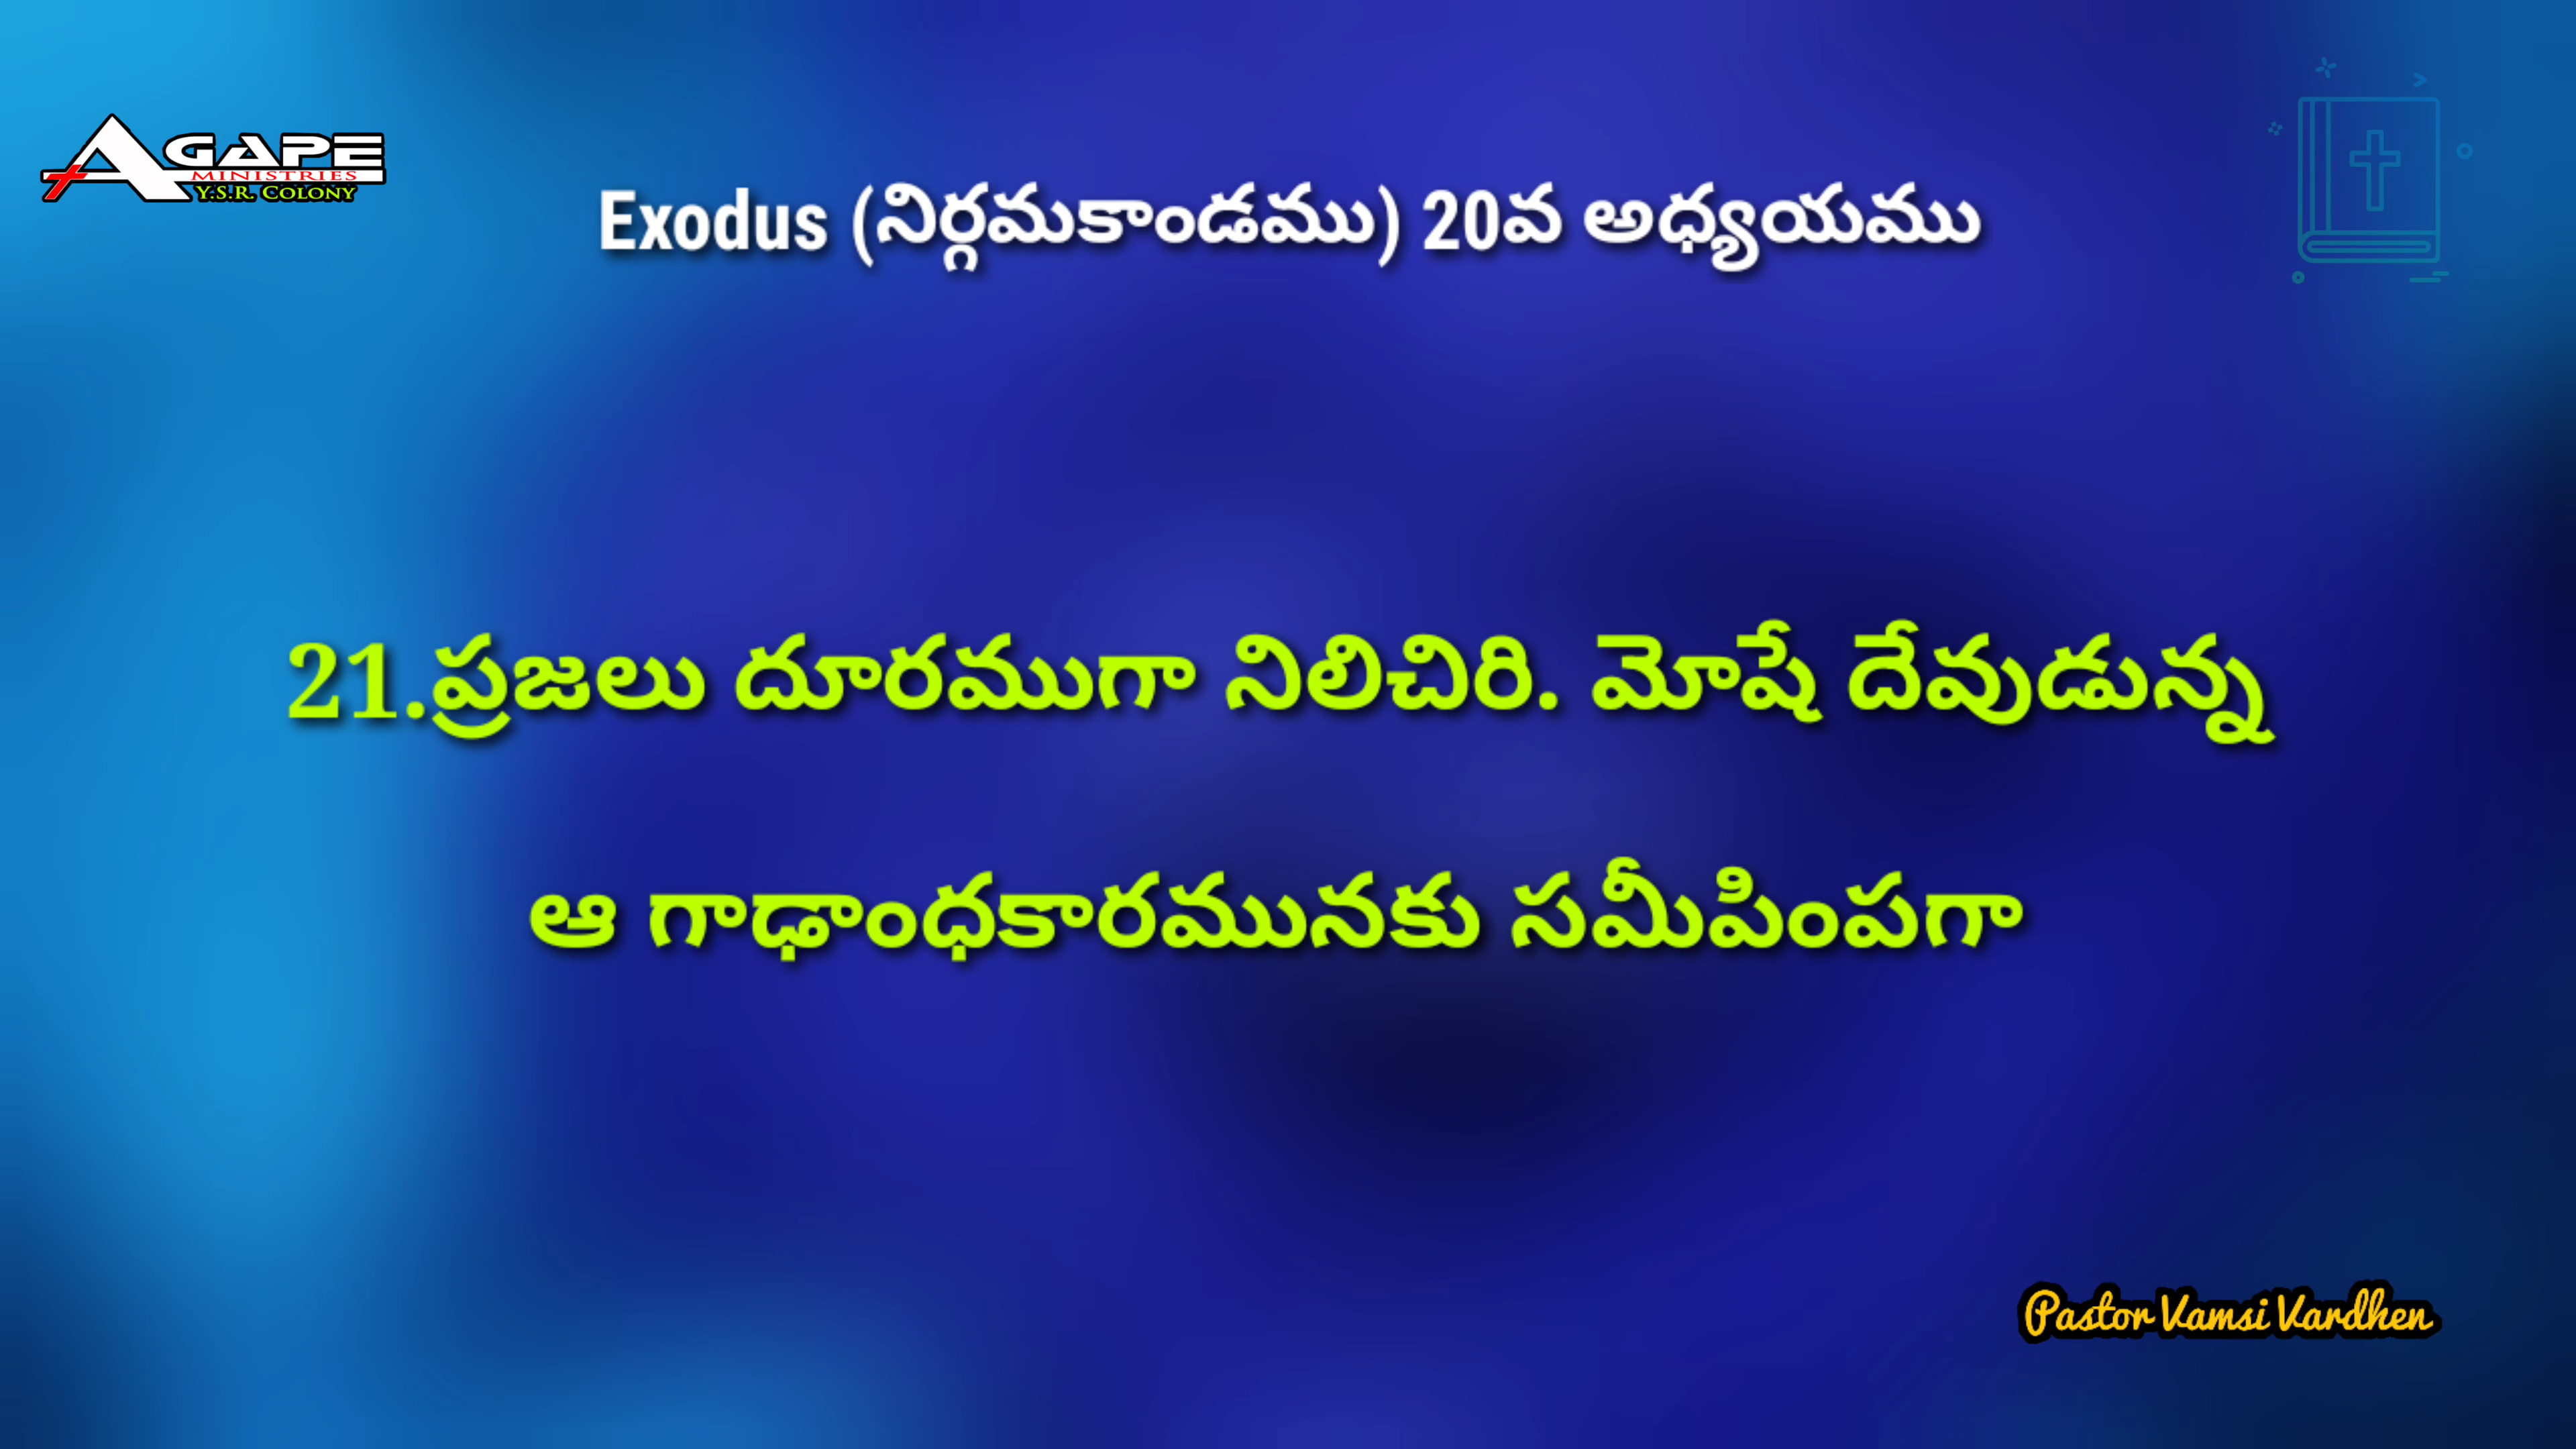 AGAPE
MINISTRIES
Y.S.R. COLONY
Exodus (నిర్గమకాండము) 20వ అధ్యయము
21.ప్రజలు దూరముగా నిలిచిరి. మోషే దేవుడున్న
ఆ గాఢాంధకారమునకు సమీపింపగా
Pastor Vamsi Vardhen